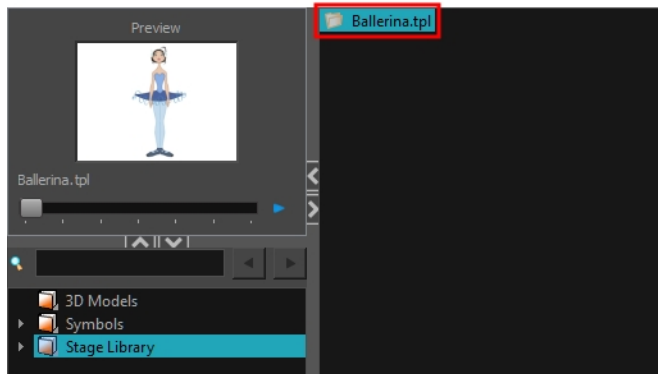 Preview
Ballerina.tpl
Ballerina.tpl
3D Models
Symbols
Stage Library